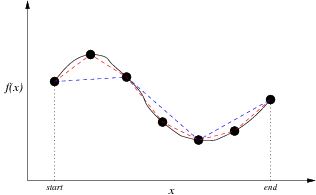 f(x)
start
x
end